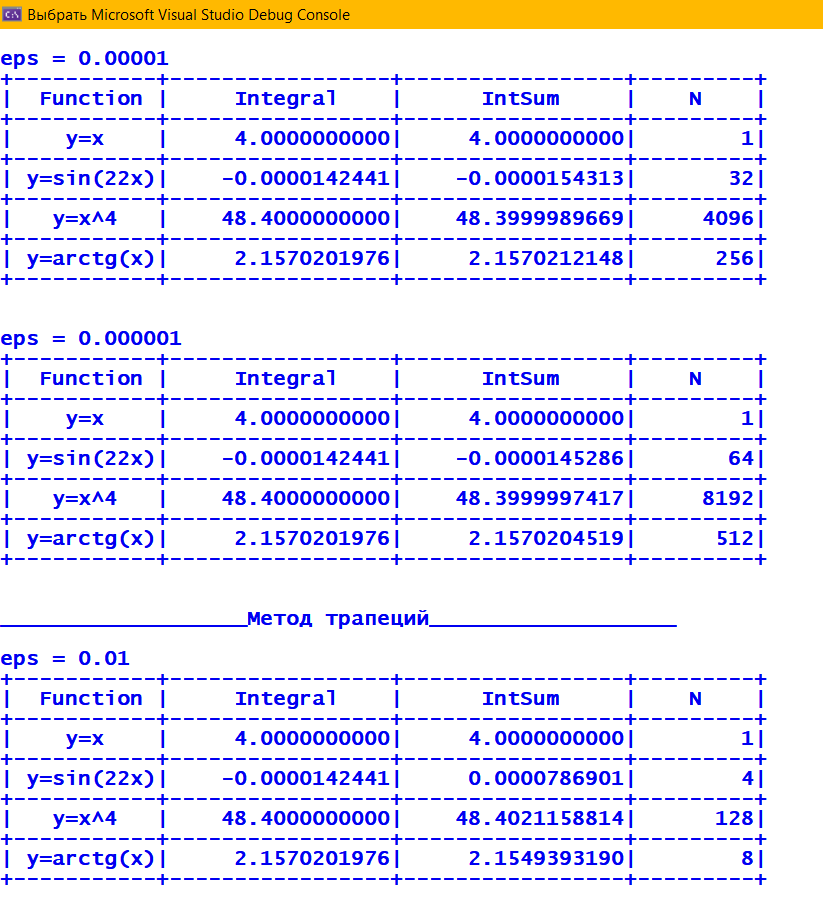 Выбрать Microsoft Visual Studio Debug Console
eps = 0.00001
+-----------+-----------------+-----------------+---------+
|  Function |     Integral    |      IntSum     |    N    |
+-----------+-----------------+-----------------+---------+
|    y=x    |     4.0000000000|     4.0000000000|        1|
+-----------+-----------------+-----------------+---------+
| y=sin(22x)|    -0.0000142441|    -0.0000154313|       32|
+-----------+-----------------+-----------------+---------+
|   y=x^4   |    48.4000000000|    48.3999989669|     4096|
+-----------+-----------------+-----------------+---------+
| y=arctg(x)|     2.1570201976|     2.1570212148|      256|
+-----------+-----------------+-----------------+---------+
eps = 0.000001
+-----------+-----------------+-----------------+---------+
|  Function |     Integral    |      IntSum     |    N    |
+-----------+-----------------+-----------------+---------+
|    y=x    |     4.0000000000|     4.0000000000|        1|
+-----------+-----------------+-----------------+---------+
| y=sin(22x)|    -0.0000142441|    -0.0000145286|       64|
+-----------+-----------------+-----------------+---------+
|   y=x^4   |    48.4000000000|    48.3999997417|     8192|
+-----------+-----------------+-----------------+---------+
| y=arctg(x)|     2.1570201976|     2.1570204519|      512|
+-----------+-----------------+-----------------+---------+
___________________Метод трапеций___________________
eps = 0.01
+-----------+-----------------+-----------------+---------+
|  Function |     Integral    |      IntSum     |    N    |
+-----------+-----------------+-----------------+---------+
|    y=x    |     4.0000000000|     4.0000000000|        1|
+-----------+-----------------+-----------------+---------+
| y=sin(22x)|    -0.0000142441|     0.0000786901|        4|
+-----------+-----------------+-----------------+---------+
|   y=x^4   |    48.4000000000|    48.4021158814|      128|
+-----------+-----------------+-----------------+---------+
| y=arctg(x)|     2.1570201976|     2.1549393190|        8|
+-----------+-----------------+-----------------+---------+